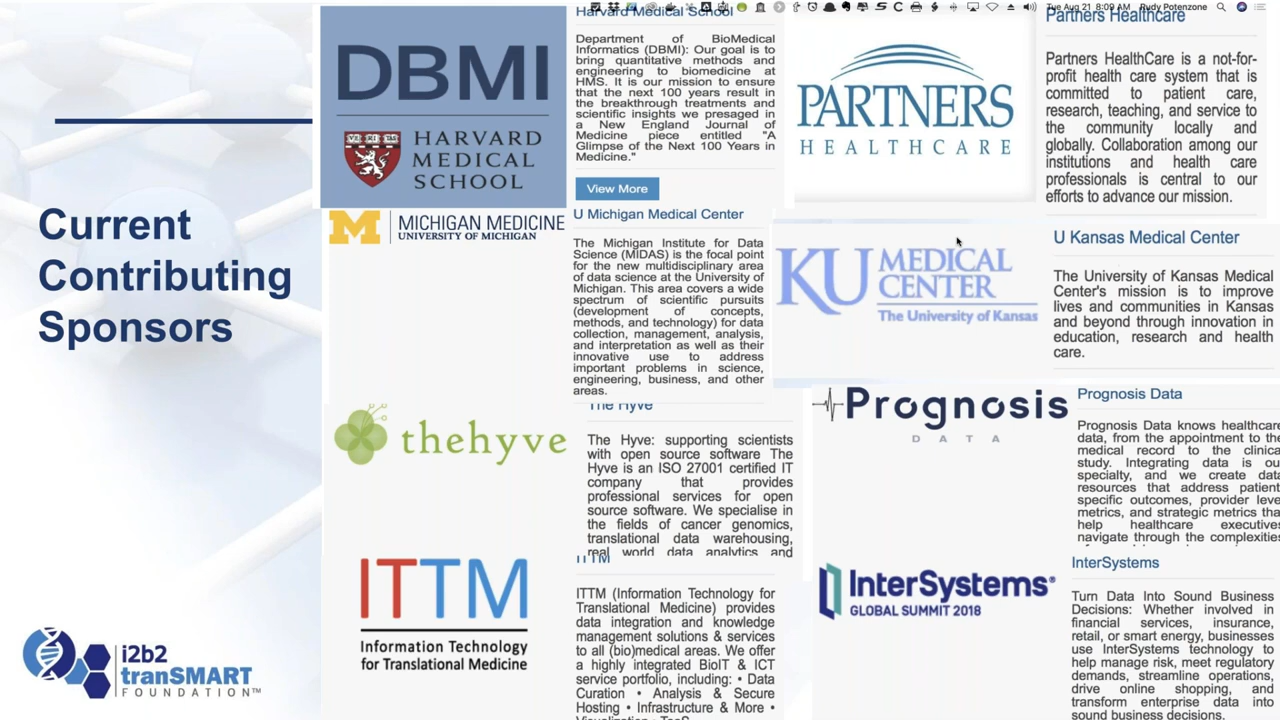 Tue Aug 21 8:09 AM Rudy Potenzone
Current
Contributing
Sponsors
i2b2
tranSMART
FOUNDATION™
DBMI
HARVARD
MEDICAL
SCHOOL
Harvard Medical School
Department of BioMedical
Informatics (DBMI): Our goal is to
bring quantitative methods and
engineering to biomedicine at
HMS. It is our mission to ensure
that the next 100 years result in
the breakthrough treatments and
scientific insights we presaged in
a New England Journal of
Medicine piece entitled "A
Glimpse of the Next 100 Years in
Medicine."
View More
PARTNERS
HEALTHCARE
Partners Healthcare
Partners HealthCare is a not-for-
profit health care system that is
committed to patient care,
research, teaching, and service to
the community locally and
globally. Collaboration among our
institutions and health care
professionals is central to our
efforts to advance our mission.
M MICHIGAN MEDICINE
UNIVERSITY OF MICHIGAN
U Michigan Medical Center
The Michigan Institute for Data
Science (MIDAS) is the focal point
for the new multidisciplinary area
of data science at the University of
Michigan. This area covers a wide
spectrum of scientific pursuits
(development of concepts,
methods, and technology) for data
collection, management, analysis,
and interpretation as well as their
innovative use to address
important problems in science,
engineering, business, and other
areas.
KU MEDICAL
CENTER
The University of Kansas
U Kansas Medical Center
The University of Kansas Medical
Center's mission is to improve
lives and communities in Kansas
and beyond through innovation in
education, research and health
care.
thehyve
The Hyve
The Hyve: supporting scientists
with open source software The
Hyve is an ISO 27001 certified IT
company that provides
professional services for open
source software. We specialise in
the fields of cancer genomics,
translational data warehousing,
real world data analytics and
Prognosis
DATA
Prognosis Data
Prognosis Data knows healthcare
data, from the appointment to the
medical record to the clinica
study. Integrating data is ou
specialty, and we create data
resources that address patient
specific outcomes, provider leve
metrics, and strategic metrics tha
help healthcare executives
navigate through the complexities
ITTM
Information Technology
for Translational Medicine
ITTM
ITTM (Information Technology for
Translational Medicine) provides
data integration and knowledge
management solutions & services
to all (bio)medical areas. We offer
a highly integrated BioIT & ICT
service portfolio, including: • Data
Curation • Analysis & Secure
Hosting • Infrastructure & More •
InterSystems®
GLOBAL SUMMIT 2018
InterSystems
Turn Data Into Sound Business
Decisions: Whether involved in
financial services, insurance,
retail, or smart energy, businesses
use InterSystems technology to
help manage risk, meet regulatory
demands, streamline operations,
drive online shopping, and
transform enterprise data into
sound business decisions.